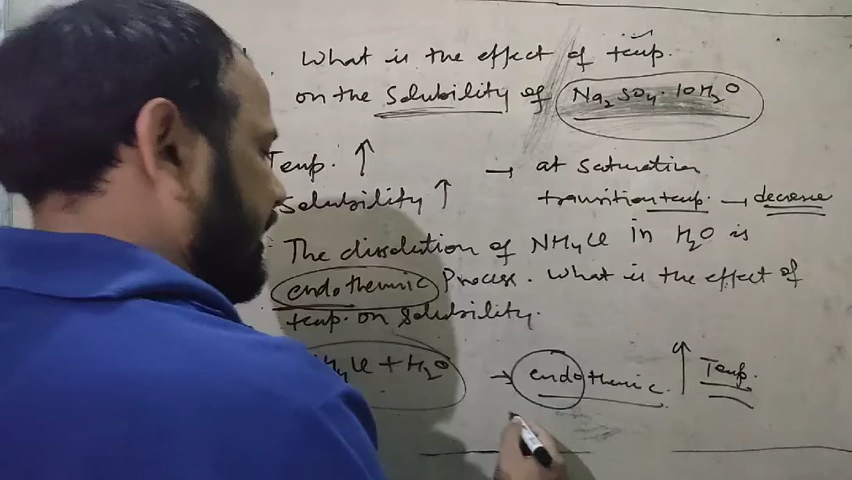 What is the effect of temp.
on the Solubility of Na2SO4·10H2O
Temp. ↑
→ at saturation
Solubility ↑
transition temp. → decrease
The dissolution of NH4Cl in H2O is
endothermic Process. What is the effect of
temp. on Solubility.
H4Cl + H2O → endothermic ↑ Temp.